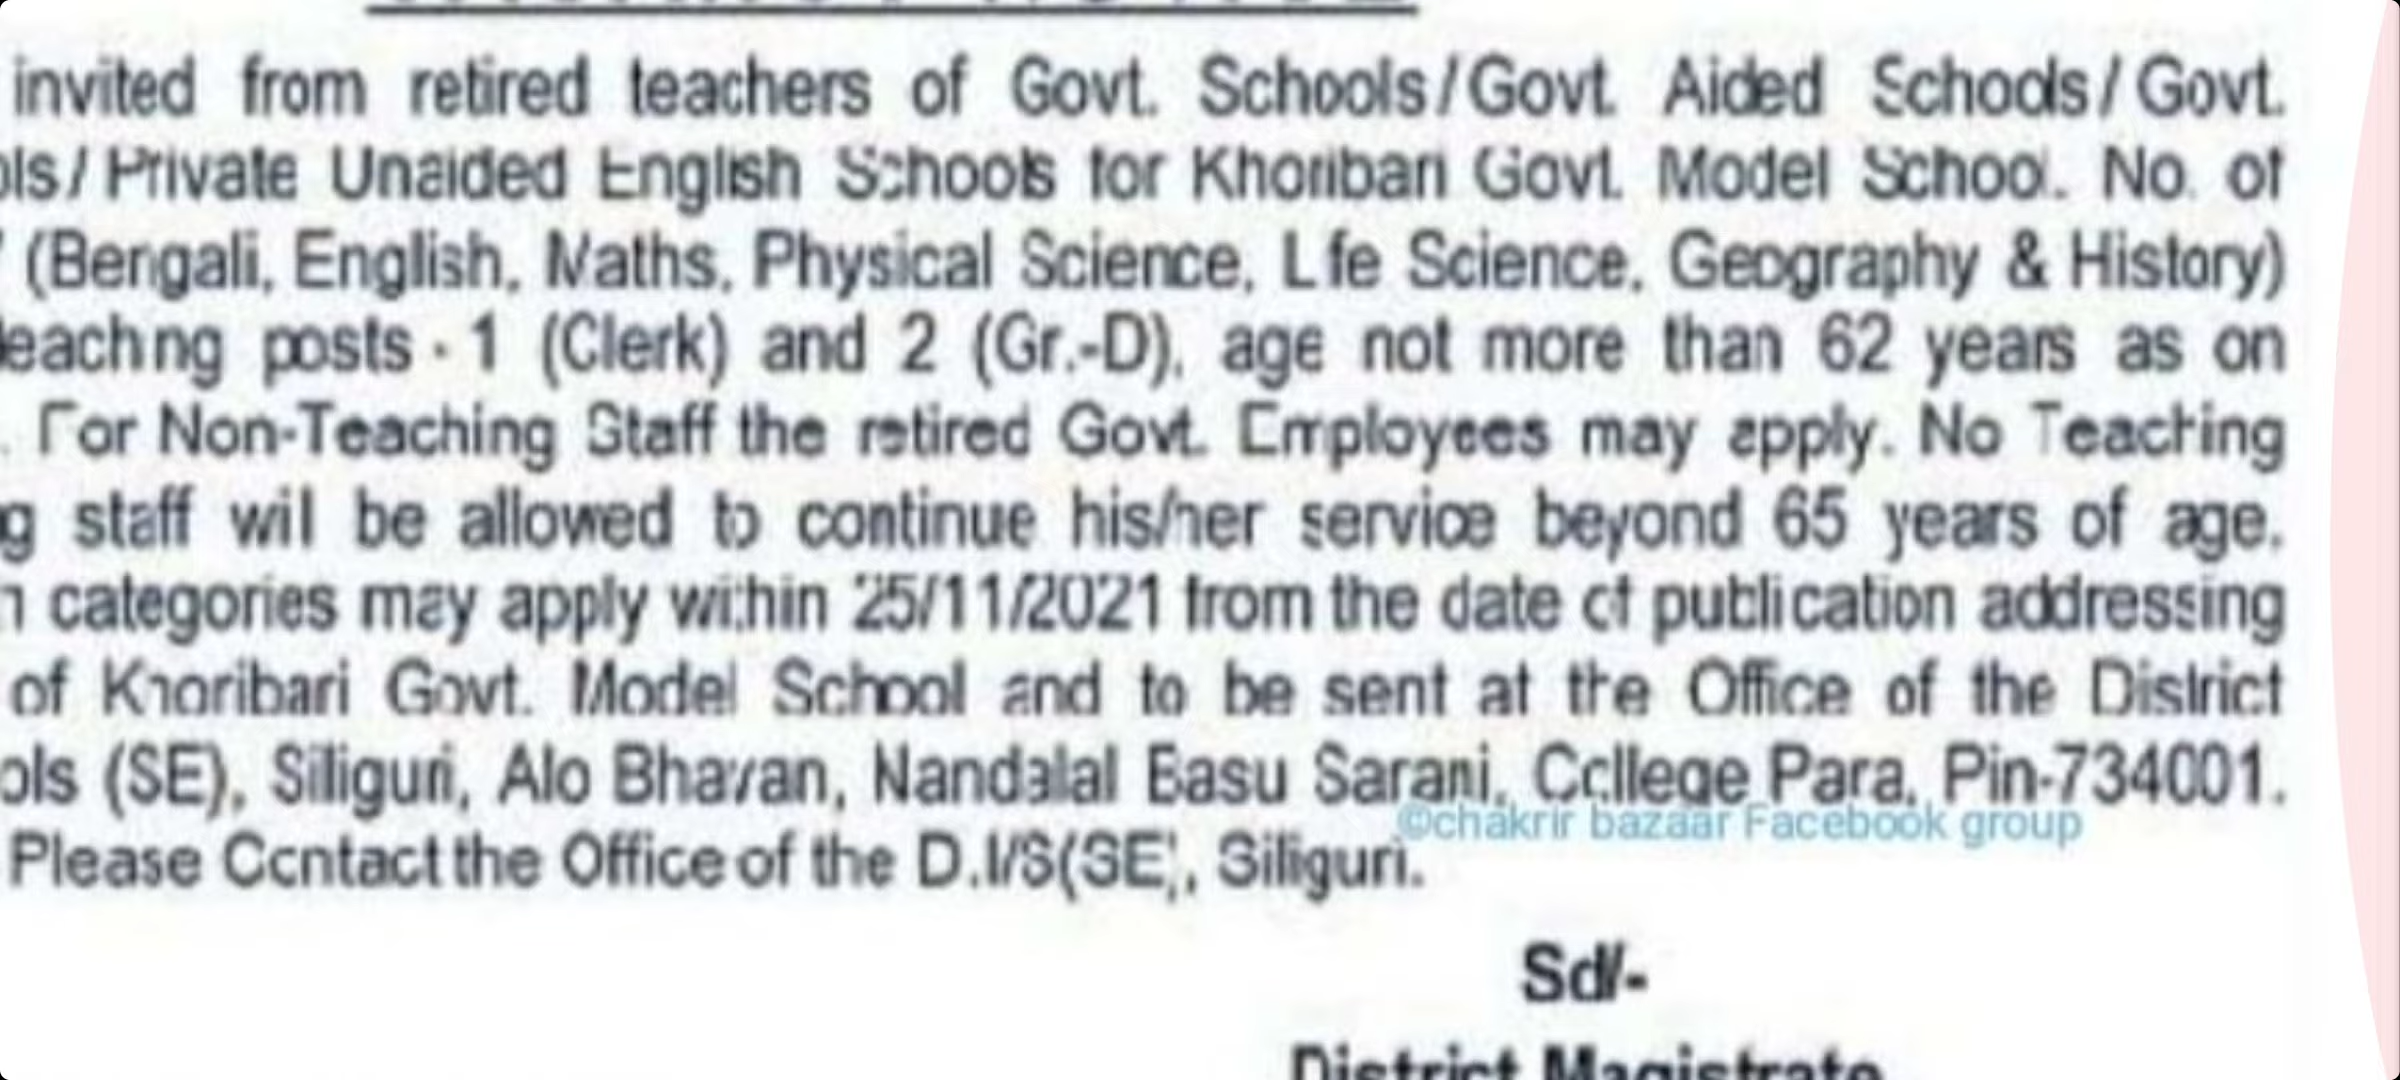 invited from retired teachers of Govt. Schools/Govt. Aided Schools/Govt.
ols/Private Unaided English Schools for Khoribari Govt. Model School. No. of
(Bengali, English, Maths, Physical Science, Life Science, Geography & History)
teaching posts - 1 (Clerk) and 2 (Gr.-D), age not more than 62 years as on
. For Non-Teaching Staff the retired Govt. Employees may apply. No Teaching
g staff will be allowed to continue his/her service beyond 65 years of age.
categories may apply within 25/11/2021 from the date of publication addressing
of Khoribari Govt. Model School and to be sent at the Office of the District
ols (SE), Siliguri, Alo Bhavan, Nandalal Basu Sarani, College Para, Pin-734001.
©chakrir bazaar Facebook group
Please Contact the Office of the D.I/S(SE), Siliguri.
Sd/-
District Magistrate